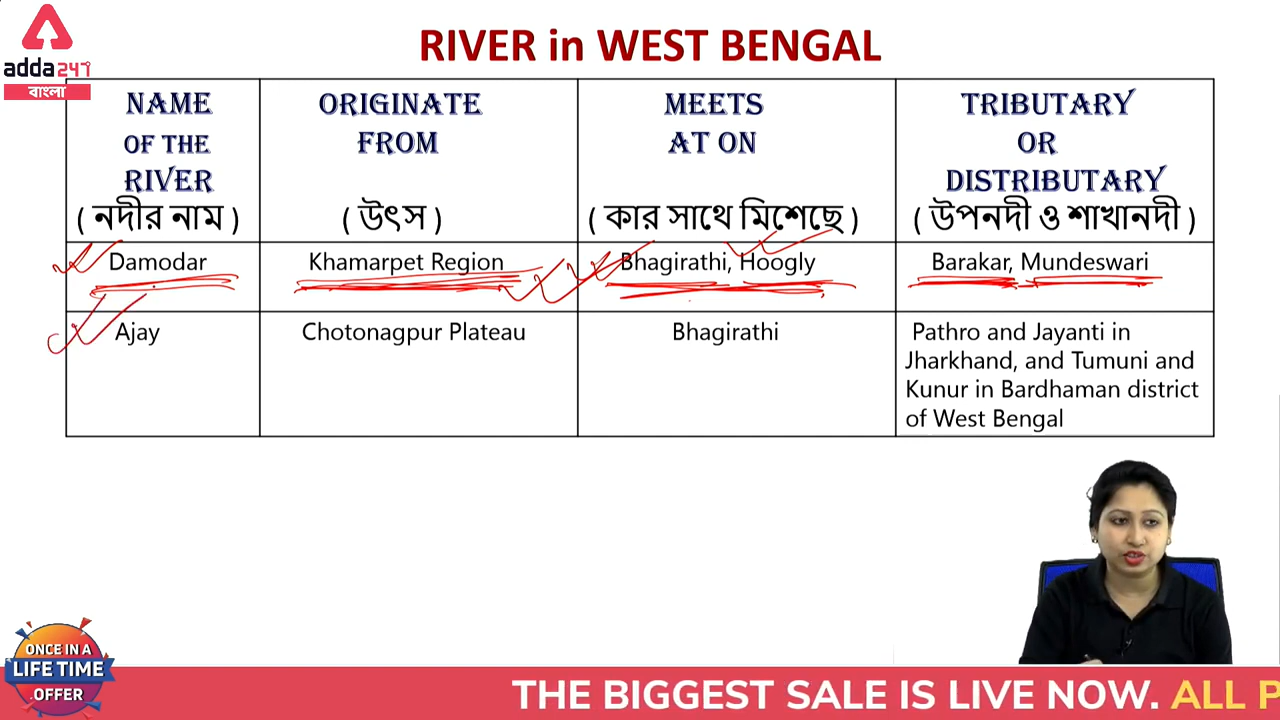 RIVER in WEST BENGAL
adda247
বাংলা
NAME
OF THE
RIVER
( নদীর নাম )
ORIGINATE
FROM
( উৎস )
MEETS
AT ON
( কার সাথে মিশেছে )
TRIBUTARY
OR
DISTRIBUTARY
( উপনদী ও শাখানদী )
Damodar
Khamarpet Region
Bhagirathi, Hoogly
Barakar, Mundeswari
Ajay
Chotonagpur Plateau
Bhagirathi
Pathro and Jayanti in
Jharkhand, and Tumuni and
Kunur in Bardhaman district
of West Bengal
ONCE IN A
LIFE TIME
OFFER
THE BIGGEST SALE IS LIVE NOW. ALL P